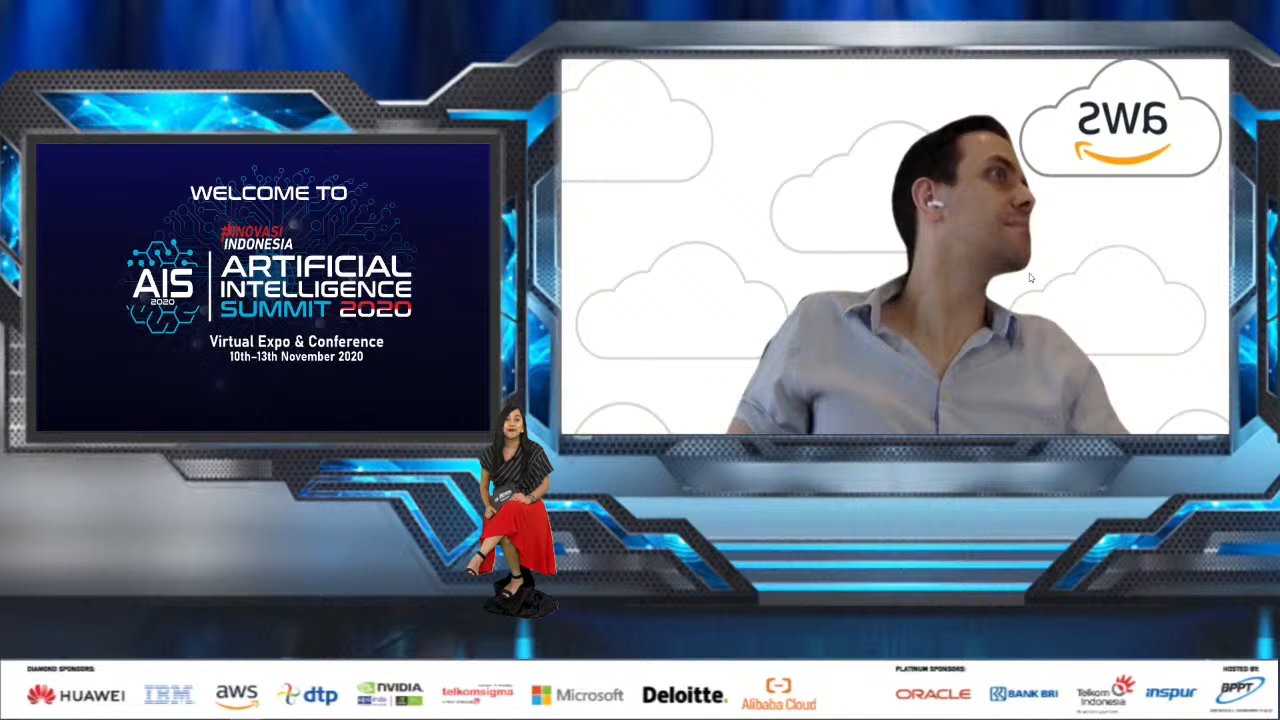 WELCOME TO
#INOVASI
INDONESIA
AIS
2020
ARTIFICIAL
INTELLIGENCE
SUMMIT 2020
Virtual Expo & Conference
10th–13th November 2020
aws
DIAMOND SPONSORS:
HUAWEI
IBM
aws
dtp
NVIDIA
telkomsigma
Microsoft
Deloitte.
Alibaba Cloud
PLATINUM SPONSORS:
ORACLE
BANK BRI
Telkom
Indonesia
inspur
HOSTED BY:
BPPT